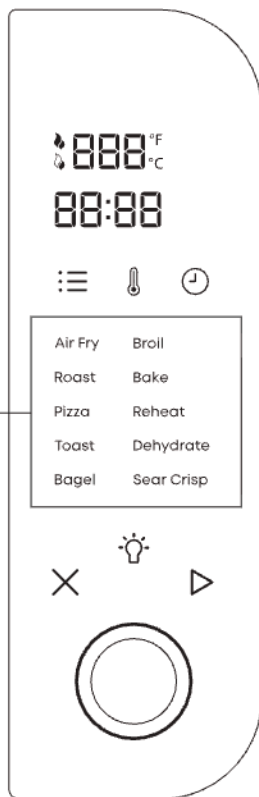 888 °F
°C
88:88
Air Fry Broil
Roast Bake
Pizza Reheat
Toast Dehydrate
Bagel Sear Crisp